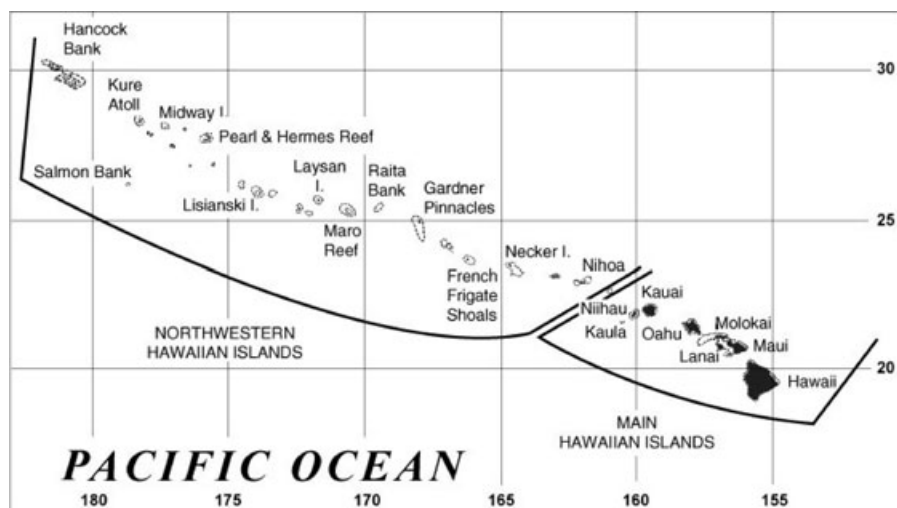 Hancock
Bank
30
Kure
Atoll
Midway I.
Pearl & Hermes Reef
Salmon Bank
Laysan
I.
Raita
Bank
Gardner
Pinnacles
Lisianski I.
25
Maro
Reef
Necker I.
French
Frigate
Shoals
Nihoa
Niihau
Kauai
Kaula
Oahu
Molokai
Lanai
Maui
Hawaii
20
NORTHWESTERN
HAWAIIAN ISLANDS
MAIN
HAWAIIAN ISLANDS
PACIFIC OCEAN
180 175 170 165 160 155